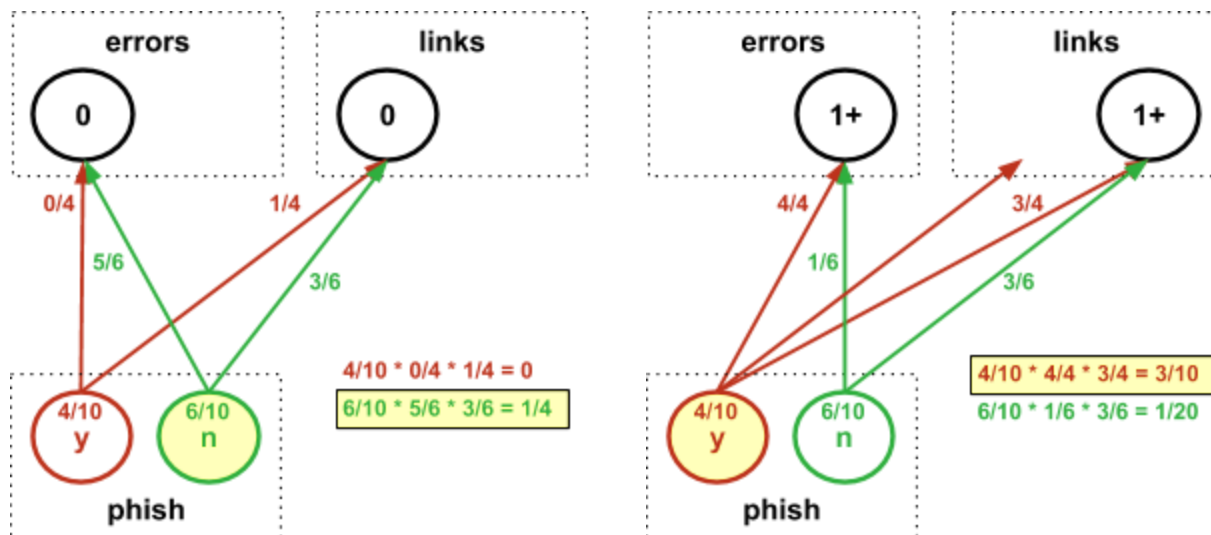 errors
links
0
0
0/4
1/4
5/6
3/6
4/10 * 0/4 * 1/4 = 0
6/10 * 5/6 * 3/6 = 1/4
4/10
y
6/10
n
phish
errors
links
1+
1+
4/4
3/4
1/6
3/6
4/10 * 4/4 * 3/4 = 3/10
6/10 * 1/6 * 3/6 = 1/20
4/10
y
6/10
n
phish